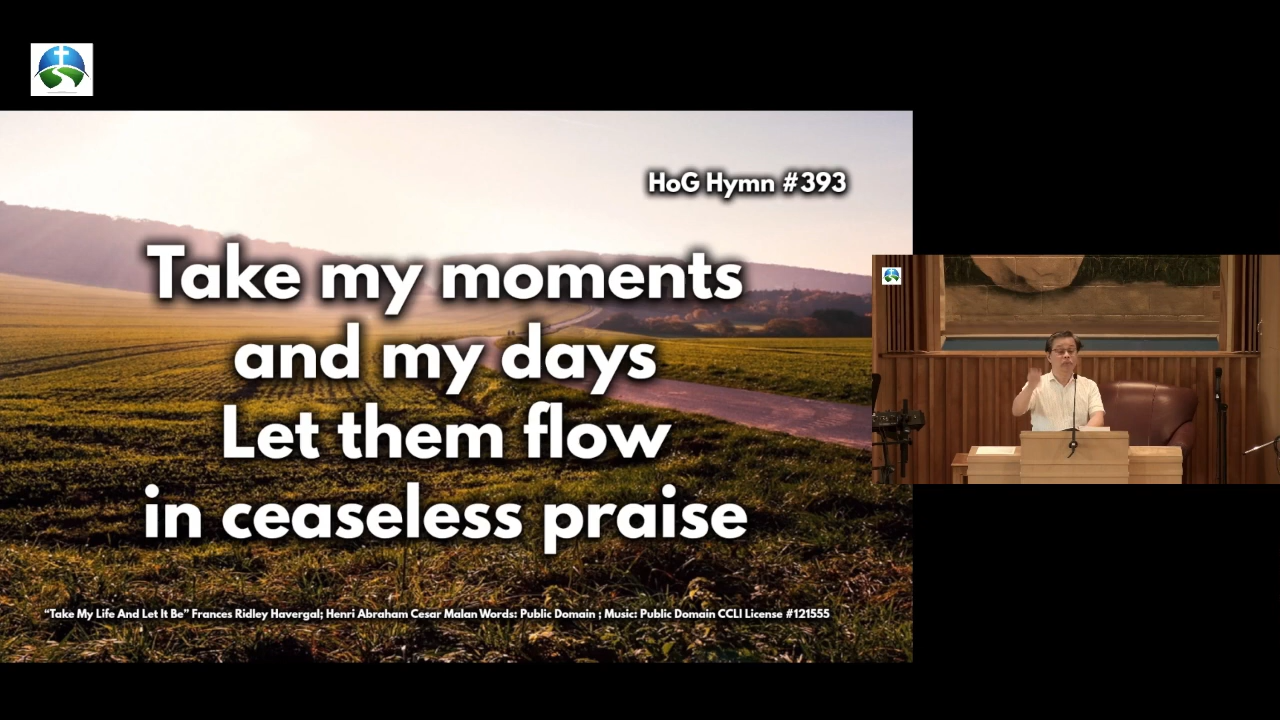 HoG Hymn #393
Take my moments
and my days
Let them flow
in ceaseless praise
“Take My Life And Let It Be” Frances Ridley Havergal; Henri Abraham Cesar Malan Words: Public Domain ; Music: Public Domain CCLI License #121555